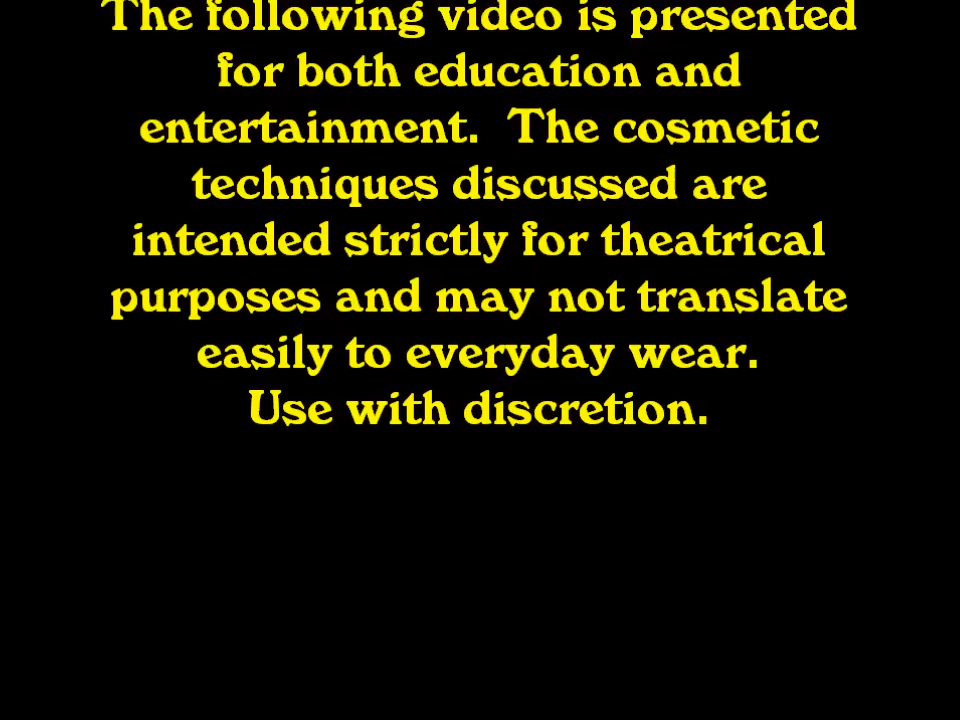 The following video is presented
for both education and
entertainment.  The cosmetic
techniques discussed are
intended strictly for theatrical
purposes and may not translate
easily to everyday wear.
Use with discretion.